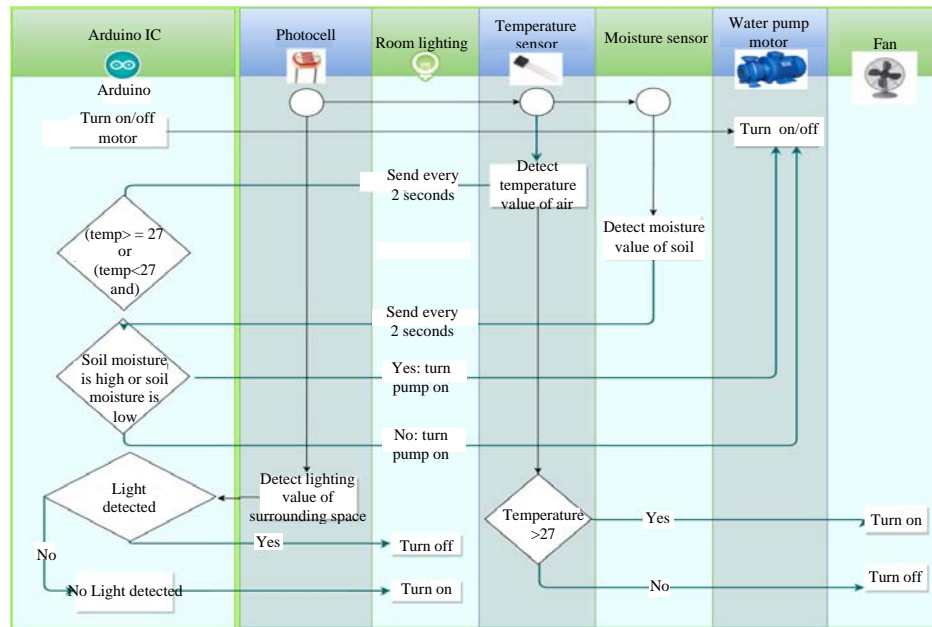 Arduino IC
Arduino
Photocell
Room lighting
Temperature
sensor
Moisture sensor
Water pump
motor
Fan
Turn on/off
motor
Turn on/off
Send every
2 seconds
Detect
temperature
value of air
(temp> = 27
or
(temp<27
and)
Detect moisture
value of soil
Send every
2 seconds
Soil moisture
is high or soil
moisture is
low
Yes: turn
pump on
No: turn
pump on
Light
detected
Detect lighting
value of
surrounding space
Temperature
>27
Yes
Turn on
Yes
Turn off
No
No Light detected
Turn on
No
Turn off